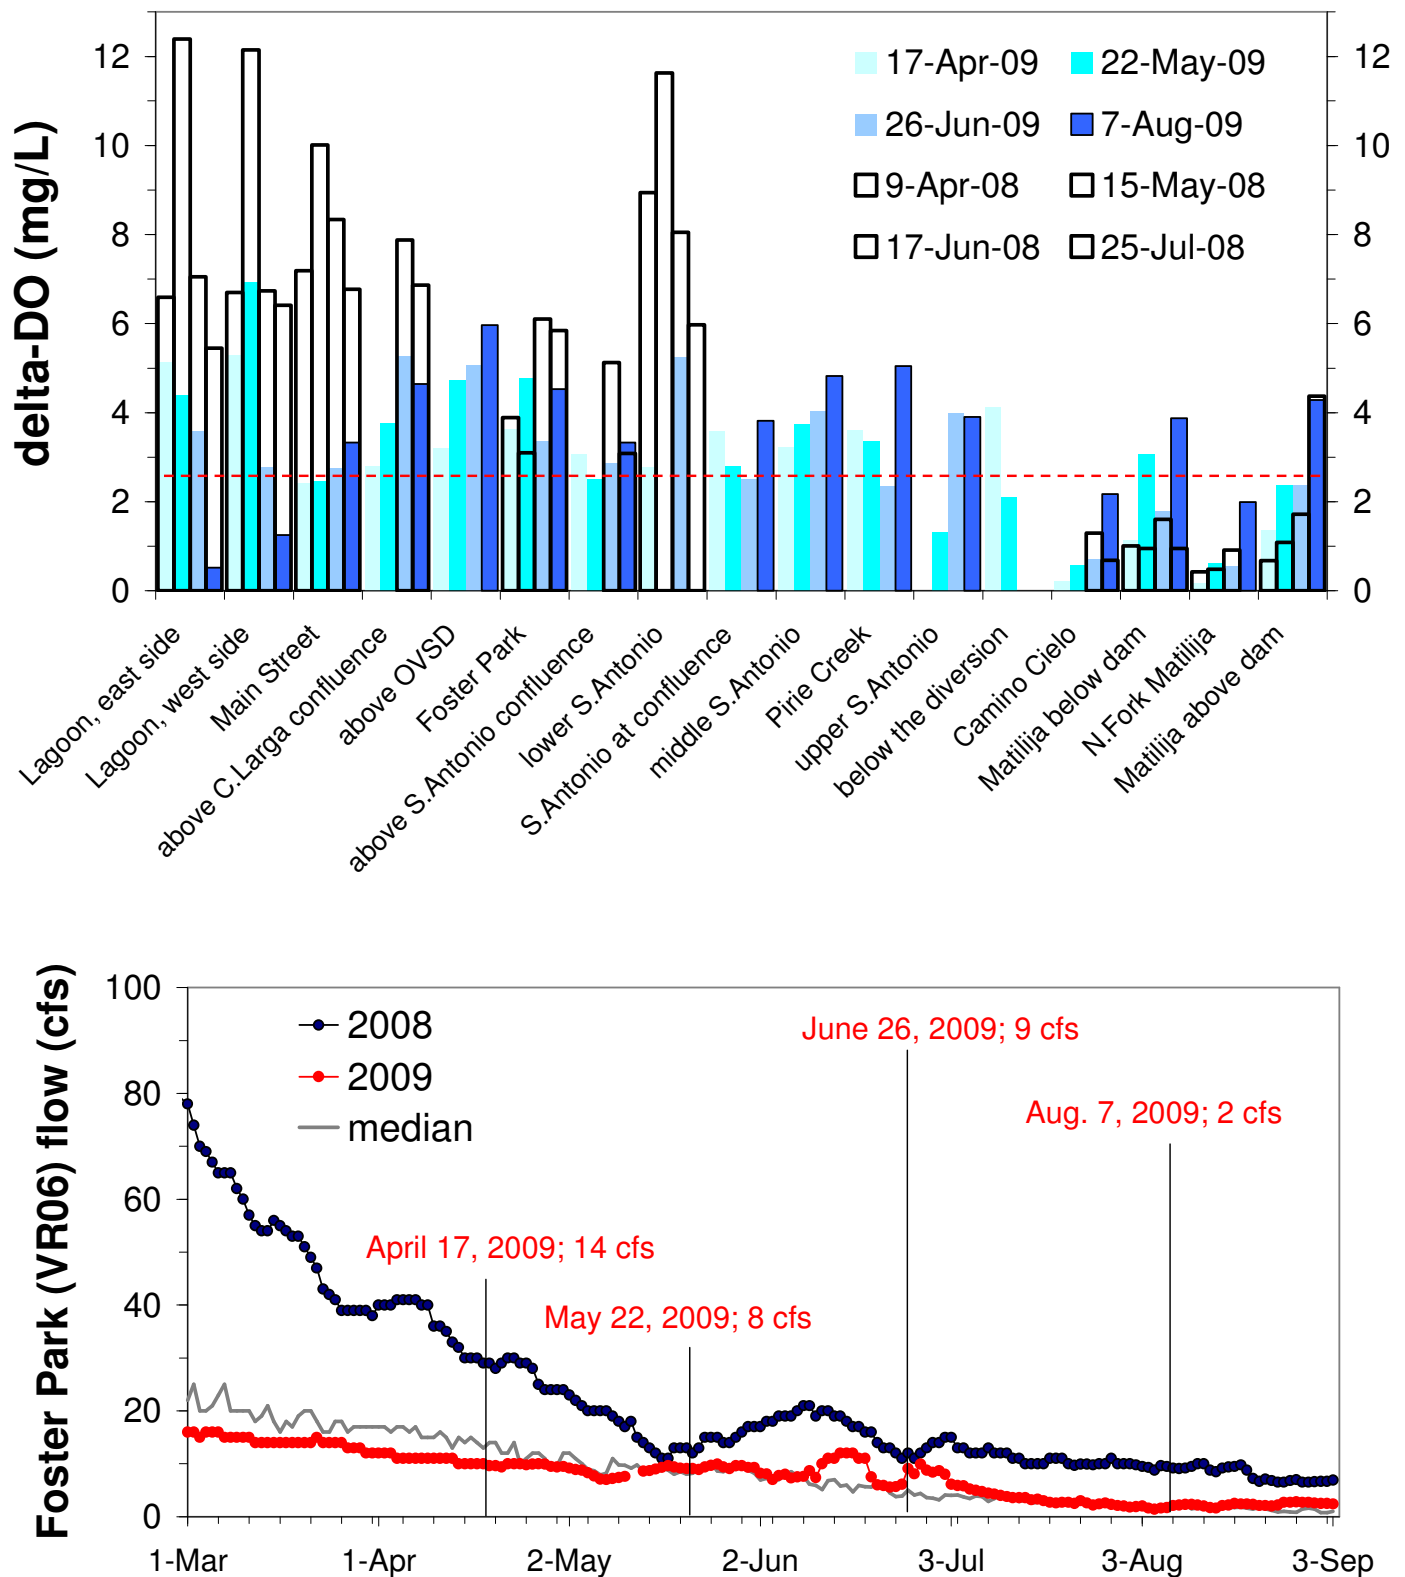 delta-DO (mg/L)
12 12
10 10
8 8
6 6
4 4
2 2
0 0
17-Apr-09 22-May-09
26-Jun-09 7-Aug-09
9-Apr-08 15-May-08
17-Jun-08 25-Jul-08
Lagoon, east side
Lagoon, west side
Main Street
above C.Larga confluence
above OVSD
Foster Park
above S.Antonio confluence
lower S.Antonio
S.Antonio at confluence
middle S.Antonio
Pirie Creek
upper S.Antonio
below the diversion
Camino Cielo
Matilija below dam
N.Fork Matilija
Matilija above dam
Foster Park (VR06) flow (cfs)
100
80
60
40
20
0
2008
2009
median
June 26, 2009; 9 cfs
Aug. 7, 2009; 2 cfs
April 17, 2009; 14 cfs
May 22, 2009; 8 cfs
1-Mar 1-Apr 2-May 2-Jun 3-Jul 3-Aug 3-Sep